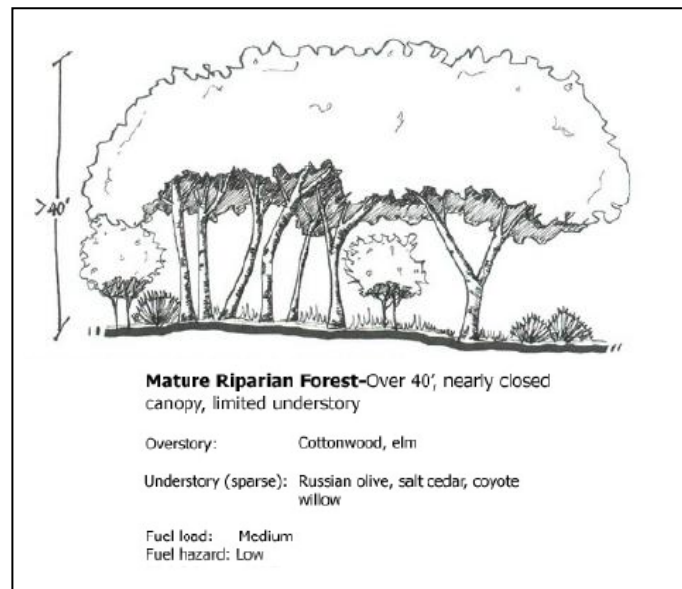 >40'
Mature Riparian Forest-Over 40', nearly closed
canopy, limited understory
Overstory: Cottonwood, elm
Understory (sparse): Russian olive, salt cedar, coyote
willow
Fuel load: Medium
Fuel hazard: Low